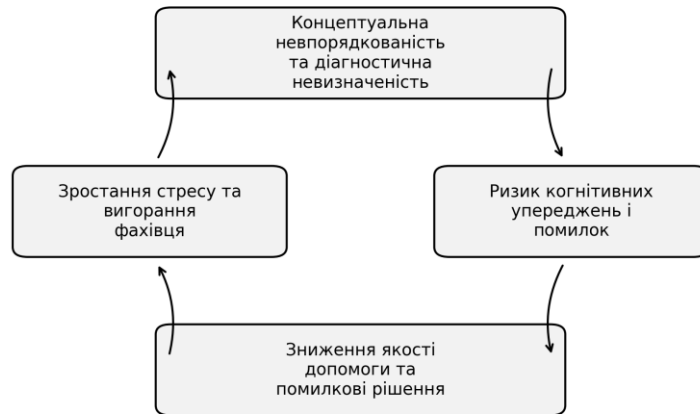 Концептуальна
невпорядкованість
та діагностична
невизначеність
Зростання стресу та
вигорання
фахівця
Ризик когнітивних
упереджень і
помилок
Зниження якості
допомоги та
помилкові рішення